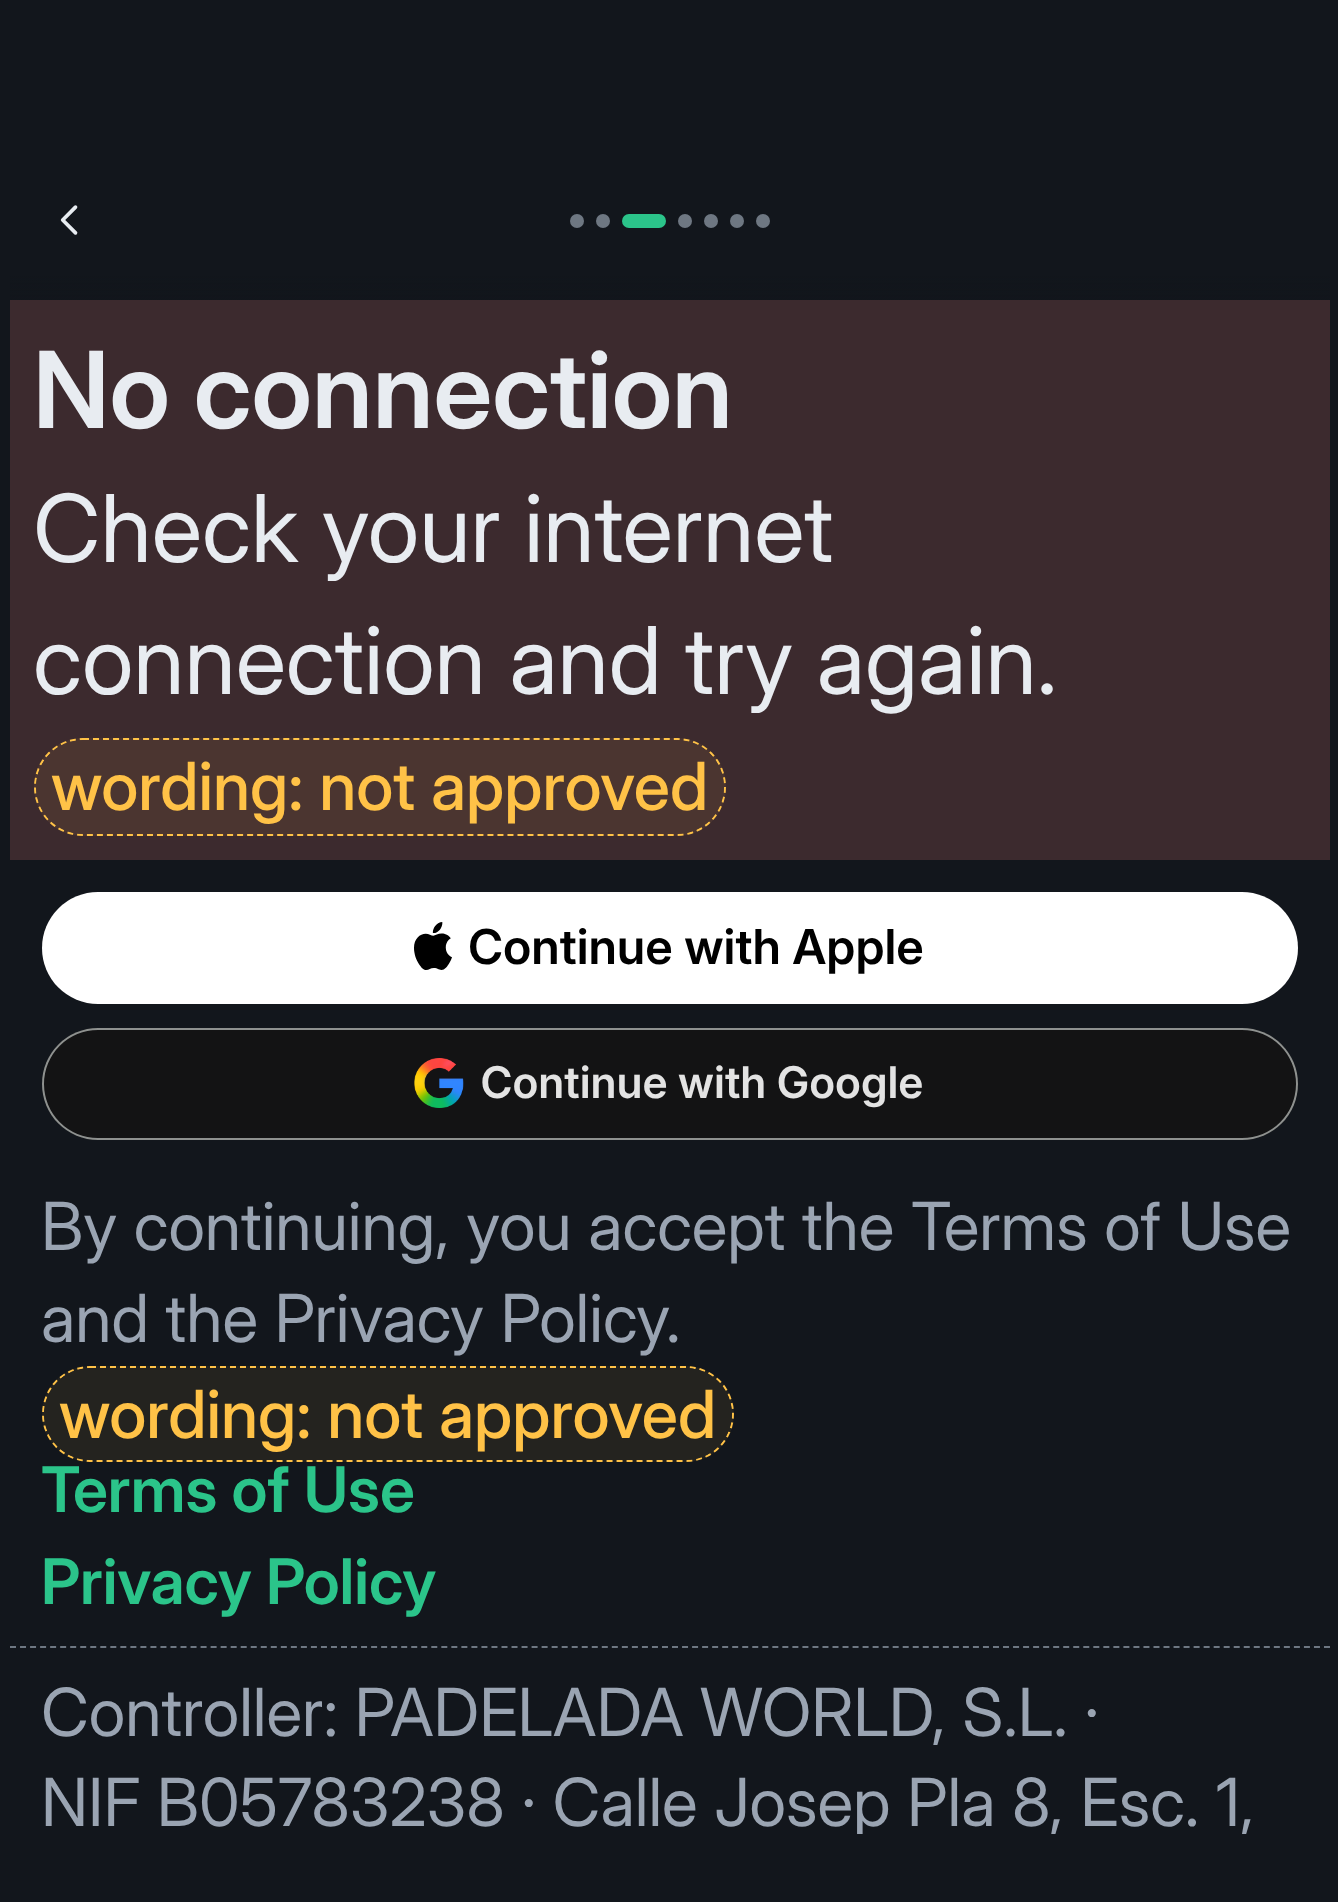 No connection
Check your internet
connection and try again.
wording: not approved
Continue with Apple
Continue with Google
By continuing, you accept the Terms of Use
and the Privacy Policy.
wording: not approved
Terms of Use
Privacy Policy
Controller: PADELADA WORLD, S.L. ·
NIF B05783238 · Calle Josep Pla 8, Esc. 1,